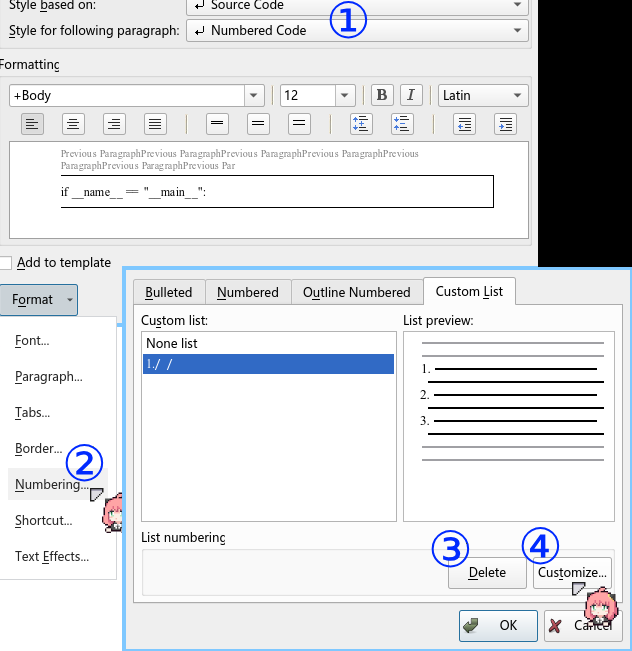 Style based on:
Source Code
①
Style for following paragraph:
Numbered Code
Formatting
+Body
12
B
I
Latin
Previous ParagraphPrevious ParagraphPrevious ParagraphPrevious ParagraphPrevious
ParagraphPrevious ParagraphPrevious Par
if __name__ == "__main__":
Add to template
Format
Font...
Paragraph...
Tabs...
Border...
②
Numbering...
Shortcut...
Text Effects...
Bulleted
Numbered
Outline Numbered
Custom List
Custom list:
List preview:
None list
1./ /
1.
2.
3.
List numbering
③
④
Delete
Customize...
OK
Cancel